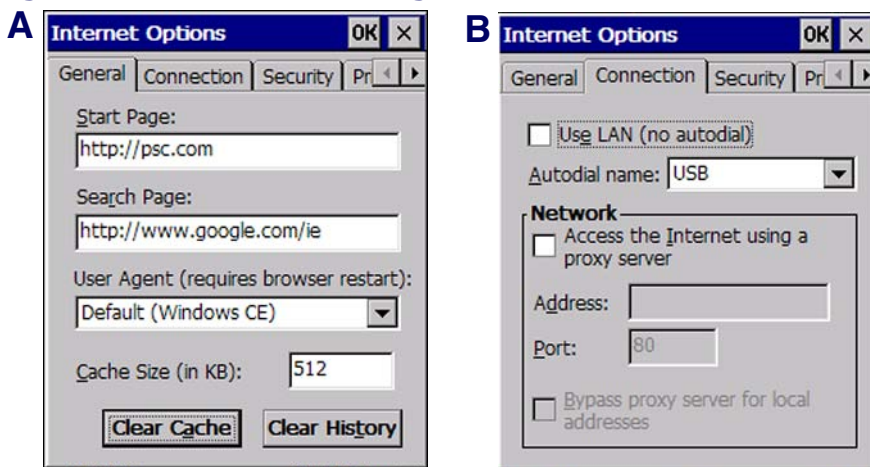 A
Internet Options OK ×
General Connection Security Pr
Start Page:
http://psc.com
Search Page:
http://www.google.com/ie
User Agent (requires browser restart):
Default (Windows CE)
Cache Size (in KB): 512
Clear Cache Clear History
B
Internet Options OK ×
General Connection Security Pr
Use LAN (no autodial)
Autodial name: USB
Network
Access the Internet using a
proxy server
Address:
Port: 80
Bypass proxy server for local
addresses